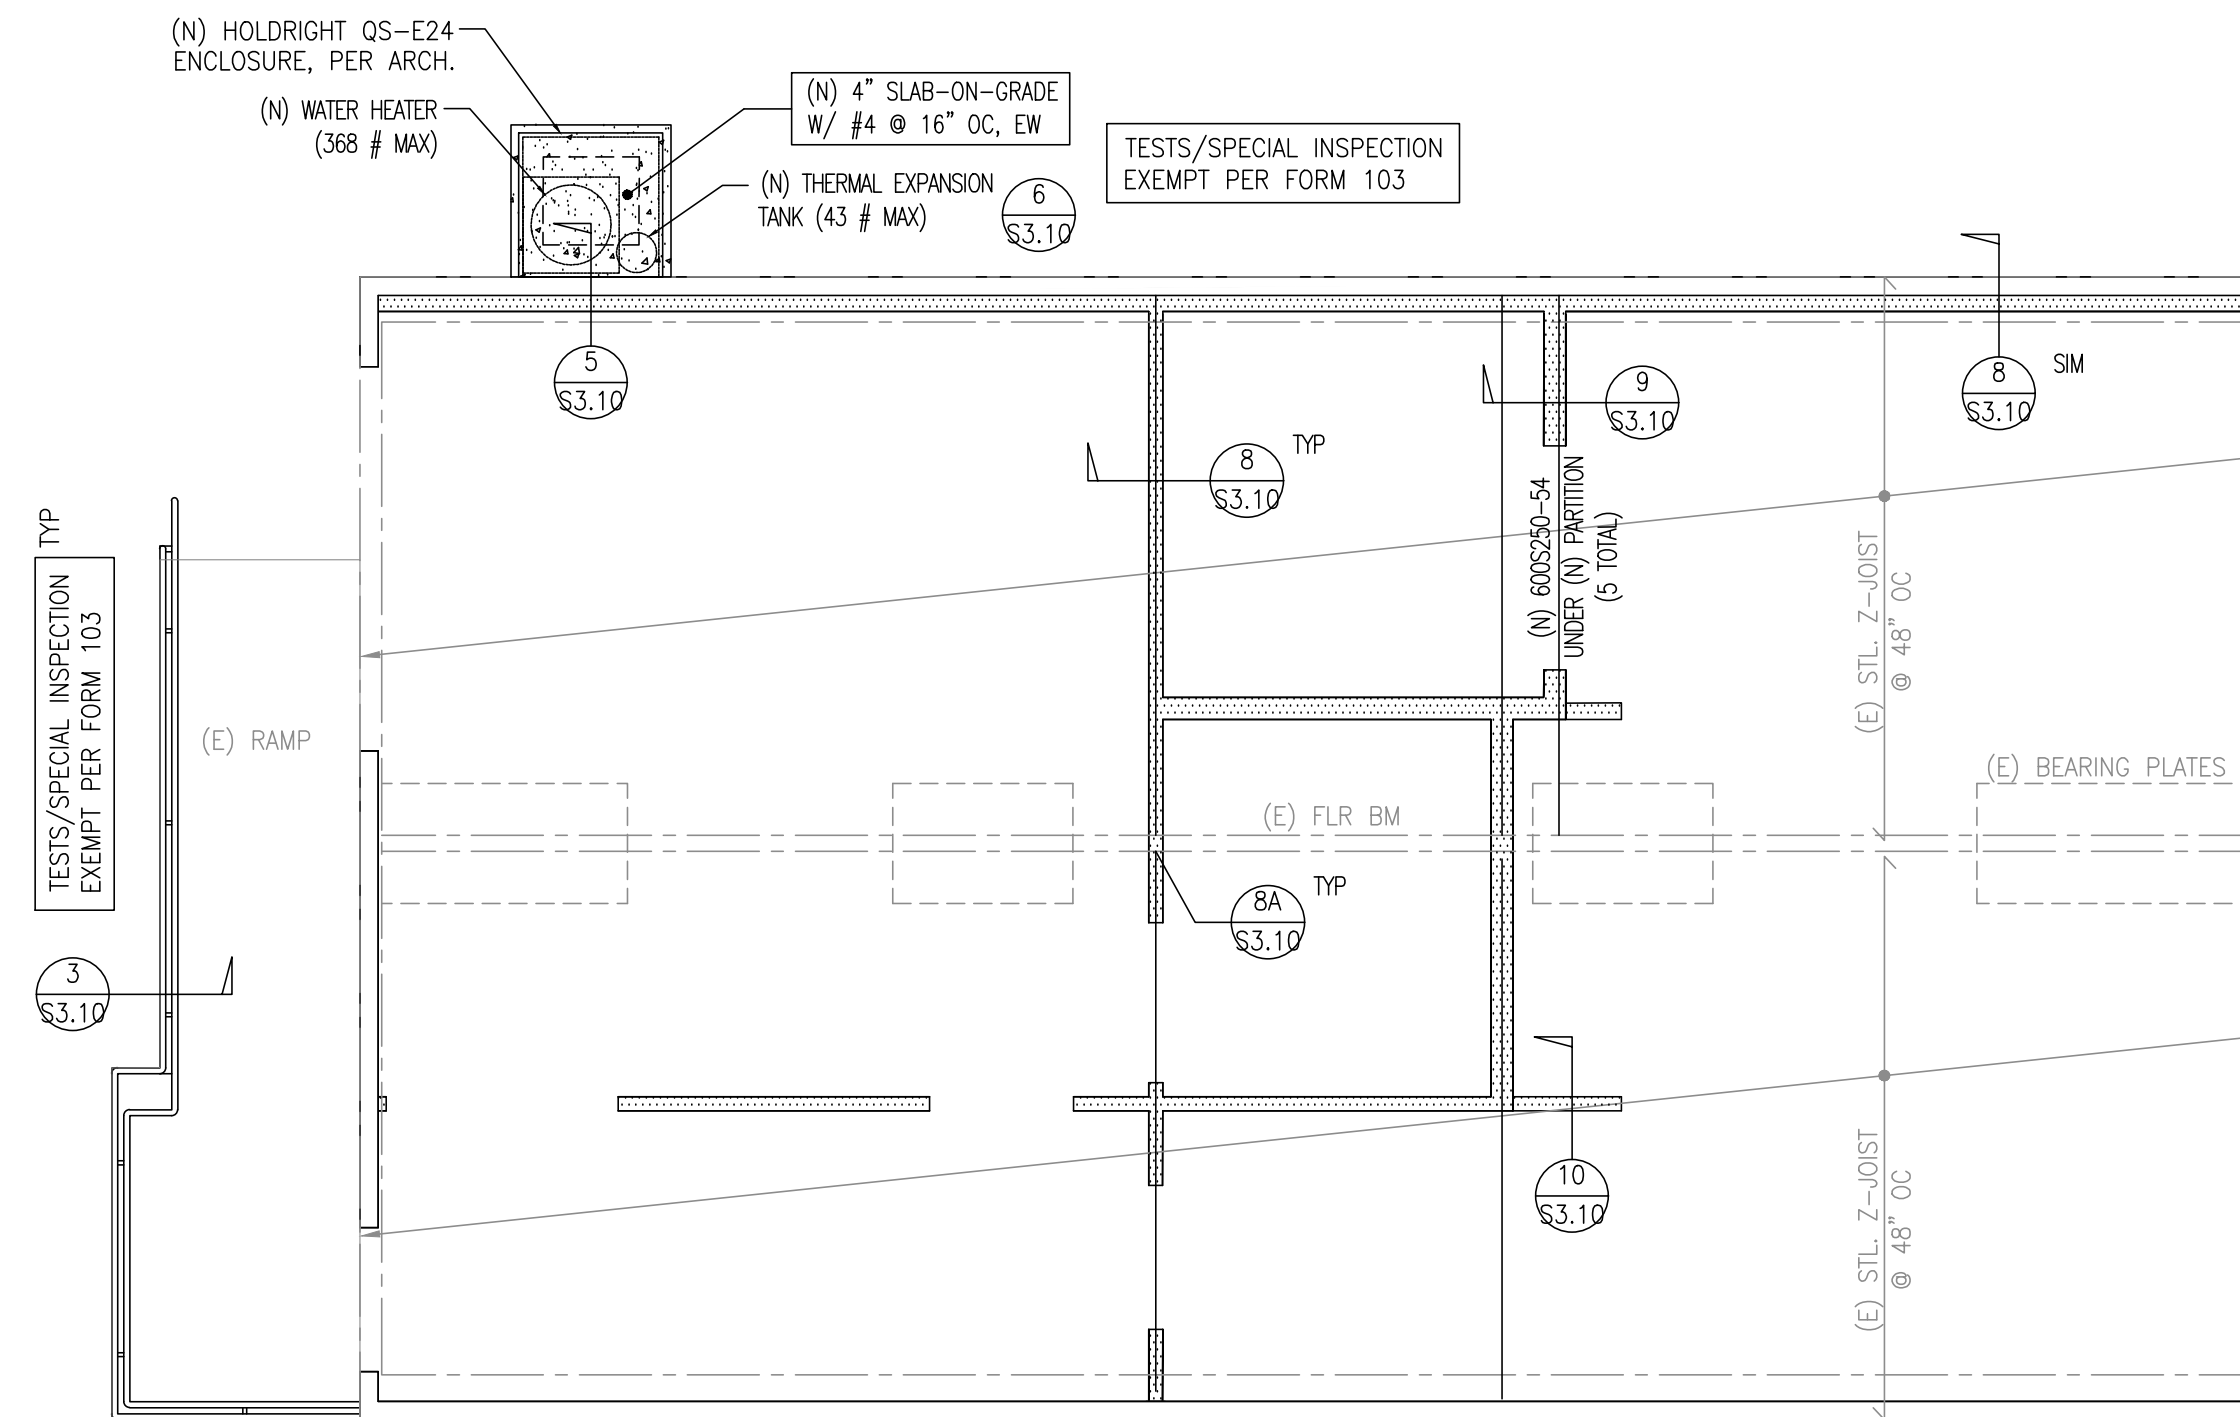 (N) HOLDRIGHT QS-E24
ENCLOSURE, PER ARCH.
(N) WATER HEATER
(368 # MAX)
(N) 4" SLAB-ON-GRADE
W/ #4 @ 16" OC, EW
TESTS/SPECIAL INSPECTION
EXEMPT PER FORM 103
(N) THERMAL EXPANSION
TANK (43 # MAX)
6
S3.10
5
S3.10
8
S3.10
SIM
9
S3.10
8
S3.10
TYP
(N) 600S250-54
UNDER (N) PARTITION
(5 TOTAL)
(E) STL. Z-JOIST
@ 48" OC
TYP
TESTS/SPECIAL INSPECTION
EXEMPT PER FORM 103
(E) RAMP
(E) BEARING PLATES
(E) FLR BM
8A
S3.10
TYP
3
S3.10
10
S3.10
(E) STL. Z-JOIST
@ 48" OC